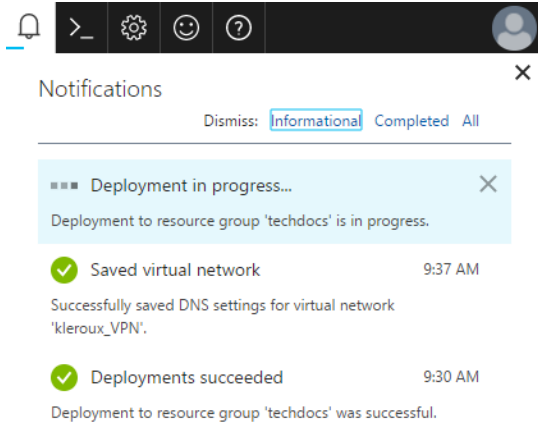 Notifications
Dismiss: Informational Completed All
Deployment in progress...
Deployment to resource group 'techdocs' is in progress.
Saved virtual network 9:37 AM
Successfully saved DNS settings for virtual network
'kleroux_VPN'.
Deployments succeeded 9:30 AM
Deployment to resource group 'techdocs' was successful.